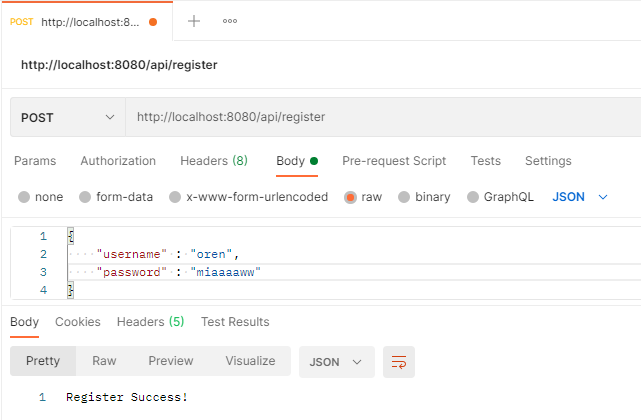 POST http://localhost:8... + ooo
http://localhost:8080/api/register
POST http://localhost:8080/api/register
Params Authorization Headers (8) Body Pre-request Script Tests Settings
none form-data x-www-form-urlencoded raw binary GraphQL JSON
1 {
2 "username" : "oren",
3 "password" : "miaaaaww"
4 }
Body Cookies Headers (5) Test Results
Pretty Raw Preview Visualize JSON
1 Register Success!